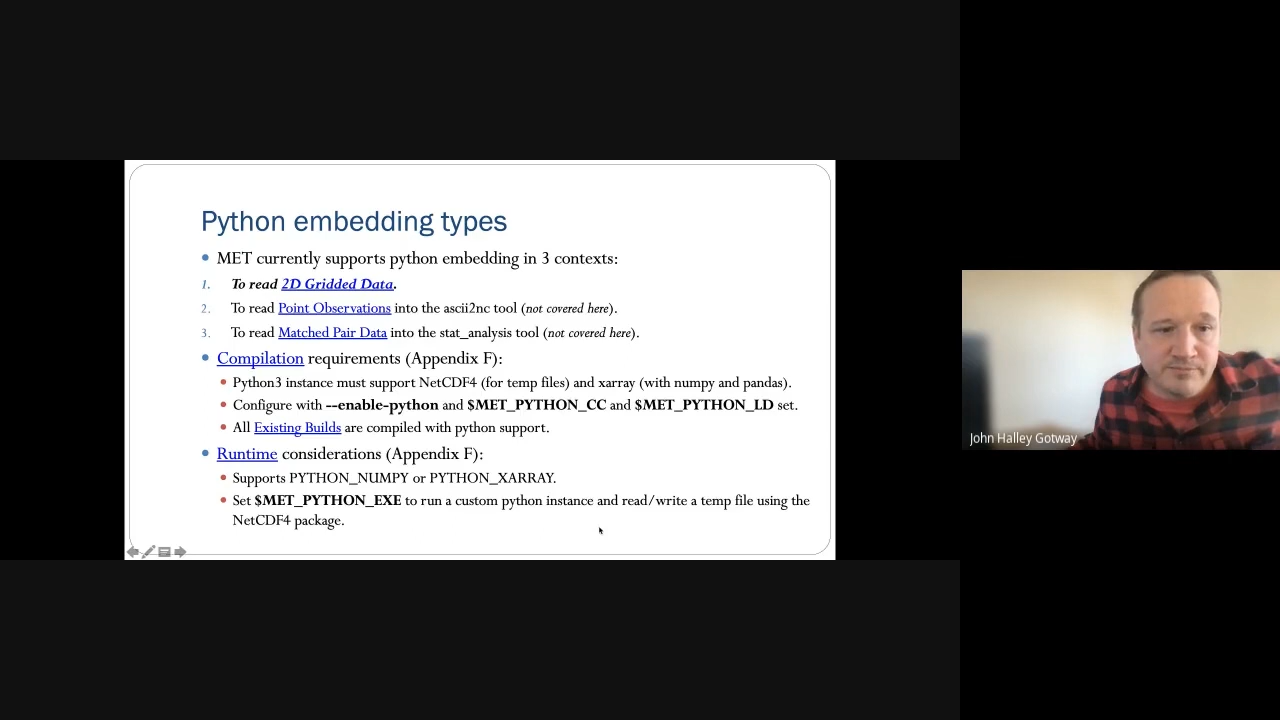 Python embedding types
• MET currently supports python embedding in 3 contexts:
1. To read 2D Gridded Data.
2. To read Point Observations into the ascii2nc tool (not covered here).
3. To read Matched Pair Data into the stat_analysis tool (not covered here).
• Compilation requirements (Appendix F):
• Python3 instance must support NetCDF4 (for temp files) and xarray (with numpy and pandas).
• Configure with --enable-python and $MET_PYTHON_CC and $MET_PYTHON_LD set.
• All Existing Builds are compiled with python support.
• Runtime considerations (Appendix F):
• Supports PYTHON_NUMPY or PYTHON_XARRAY.
• Set $MET_PYTHON_EXE to run a custom python instance and read/write a temp file using the
NetCDF4 package.
John Halley Gotway